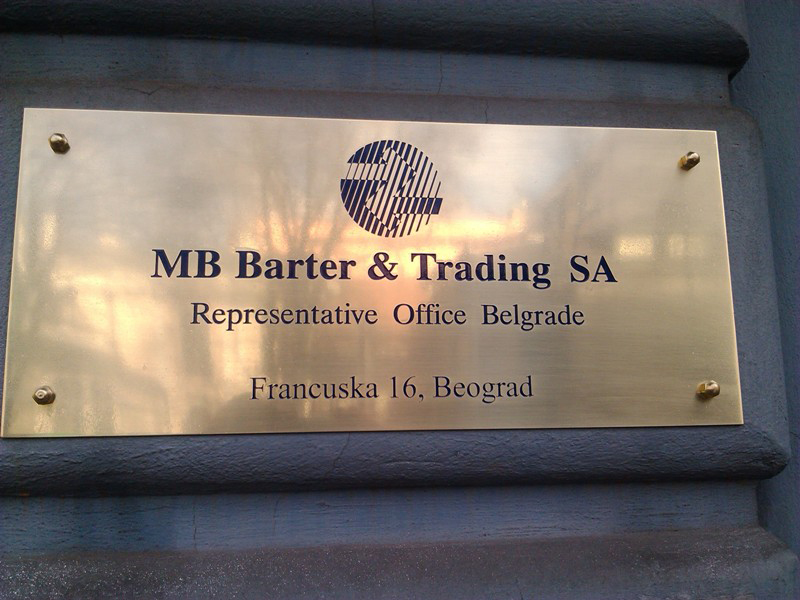 MB Barter & Trading SA
Representative Office Belgrade
Francuska 16, Beograd